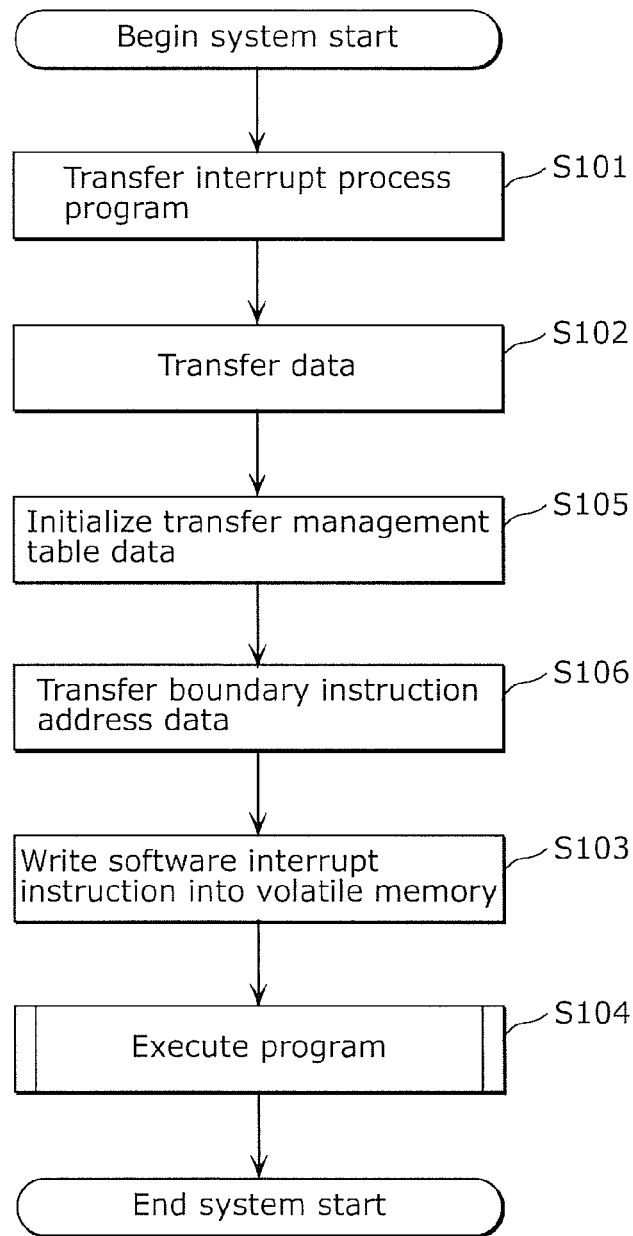 Begin system start
Transfer interrupt process
program
S101
Transfer data
S102
Initialize transfer management
table data
S105
Transfer boundary instruction
address data
S106
Write software interrupt
instruction into volatile memory
S103
Execute program
S104
End system start